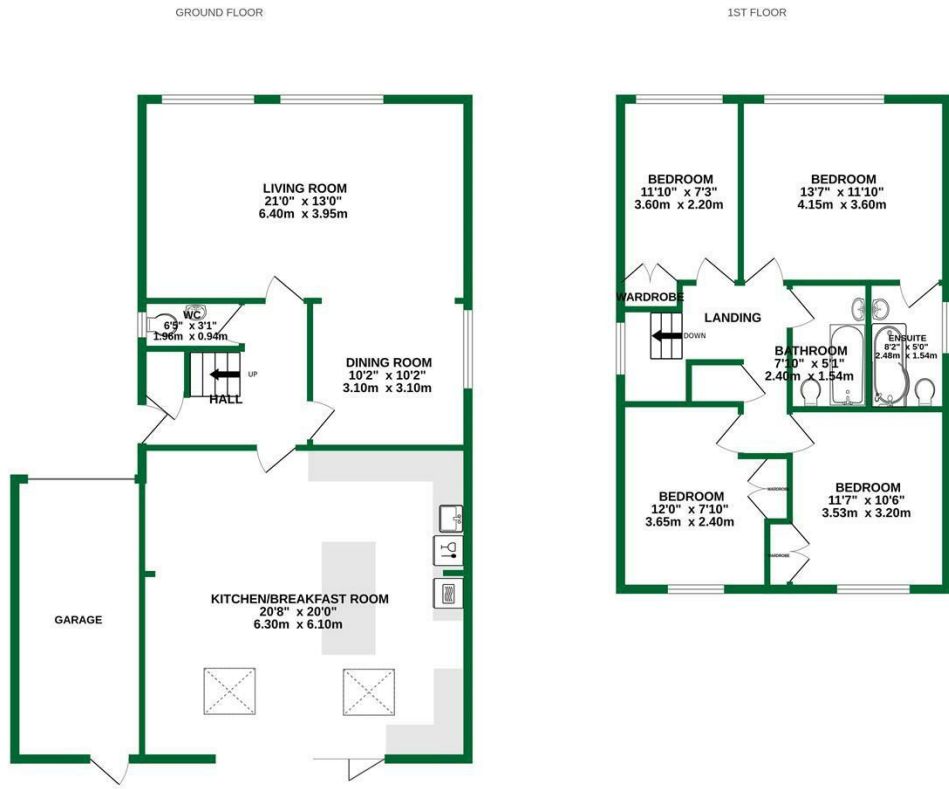 GROUND FLOOR
1ST FLOOR
LIVING ROOM
21'0" x 13'0"
6.40m x 3.95m
WC
6'5" x 3'1"
1.96m x 0.94m
UP
HALL
DINING ROOM
10'2" x 10'2"
3.10m x 3.10m
KITCHEN/BREAKFAST ROOM
20'8" x 20'0"
6.30m x 6.10m
GARAGE
BEDROOM
11'10" x 7'3"
3.60m x 2.20m
BEDROOM
13'7" x 11'10"
4.15m x 3.60m
WARDROBE
LANDING
DOWN
BATHROOM
7'10" x 5'1"
2.40m x 1.54m
ENSUITE
8'2" x 5'0"
2.48m x 1.54m
BEDROOM
12'0" x 7'10"
3.65m x 2.40m
WARDROBE
WARDROBE
BEDROOM
11'7" x 10'6"
3.53m x 3.20m